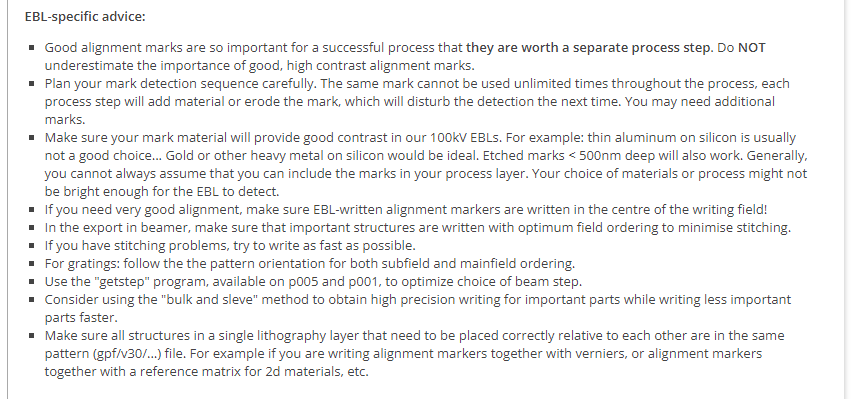 EBL-specific advice:
▪ Good alignment marks are so important for a successful process that they are worth a separate process step. Do NOT
underestimate the importance of good, high contrast alignment marks.
▪ Plan your mark detection sequence carefully. The same mark cannot be used unlimited times throughout the process, each
process step will add material or erode the mark, which will disturb the detection the next time. You may need additional
marks.
▪ Make sure your mark material will provide good contrast in our 100kV EBLs. For example: thin aluminum on silicon is usually
not a good choice... Gold or other heavy metal on silicon would be ideal. Etched marks < 500nm deep will also work. Generally,
you cannot always assume that you can include the marks in your process layer. Your choice of materials or process might not
be bright enough for the EBL to detect.
▪ If you need very good alignment, make sure EBL-written alignment markers are written in the centre of the writing field!
▪ In the export in beamer, make sure that important structures are written with optimum field ordering to minimise stitching.
▪ If you have stitching problems, try to write as fast as possible.
▪ For gratings: follow the the pattern orientation for both subfield and mainfield ordering.
▪ Use the "getstep" program, available on p005 and p001, to optimize choice of beam step.
▪ Consider using the "bulk and sleve" method to obtain high precision writing for important parts while writing less important
parts faster.
▪ Make sure all structures in a single lithography layer that need to be placed correctly relative to each other are in the same
pattern (gpf/v30/...) file. For example if you are writing alignment markers together with verniers, or alignment markers
together with a reference matrix for 2d materials, etc.